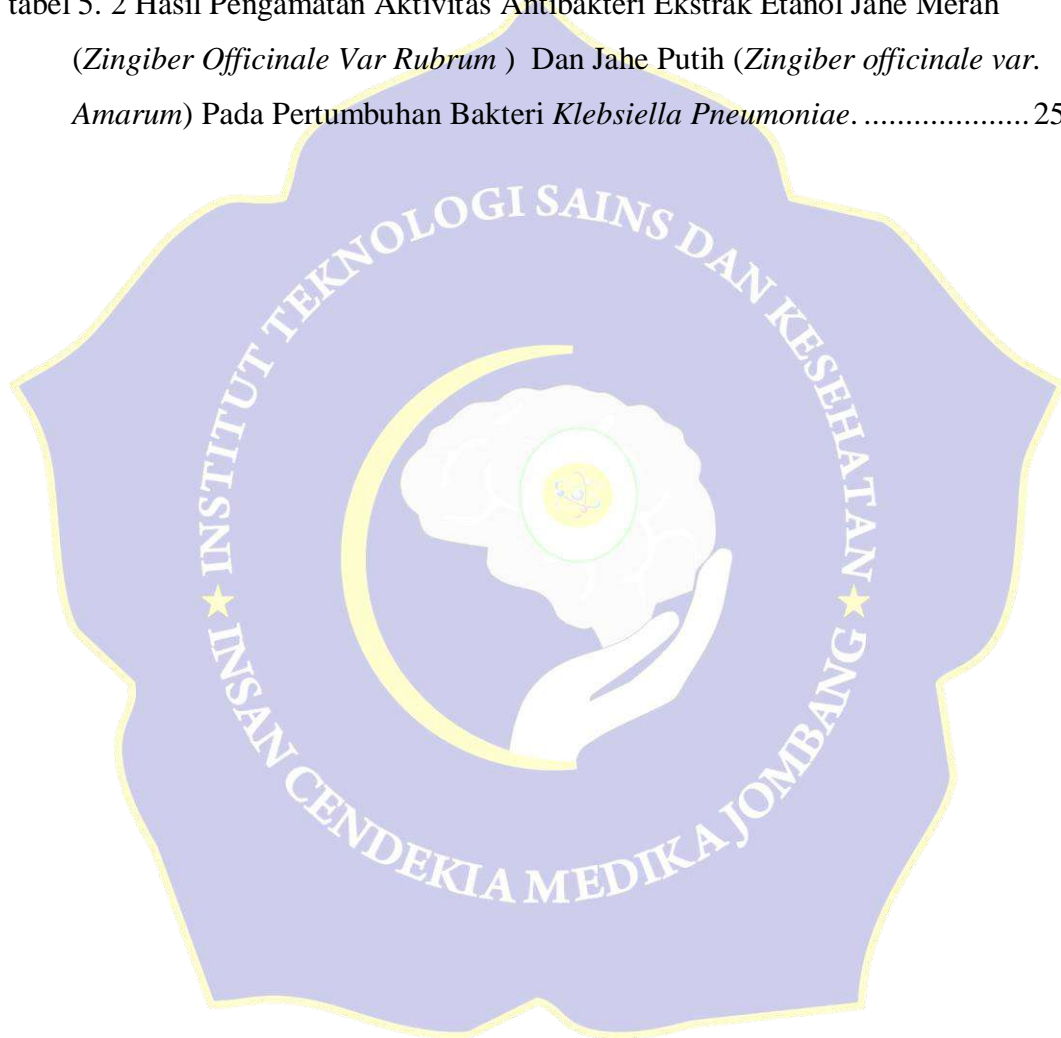 tabel 5. 2 Hasil Pengamatan Aktivitas Antibakteri Ekstrak Etanol Jahe Merah
(Zingiber Officinale Var Rubrum ) Dan Jahe Putih (Zingiber officinale var.
Amarum) Pada Pertumbuhan Bakteri Klebsiella Pneumoniae. .................... 25
INSTITUT TEKNOLOGI SAINS DAN KESEHATAN
INSAN CENDEKIA MEDIKA JOMBANG